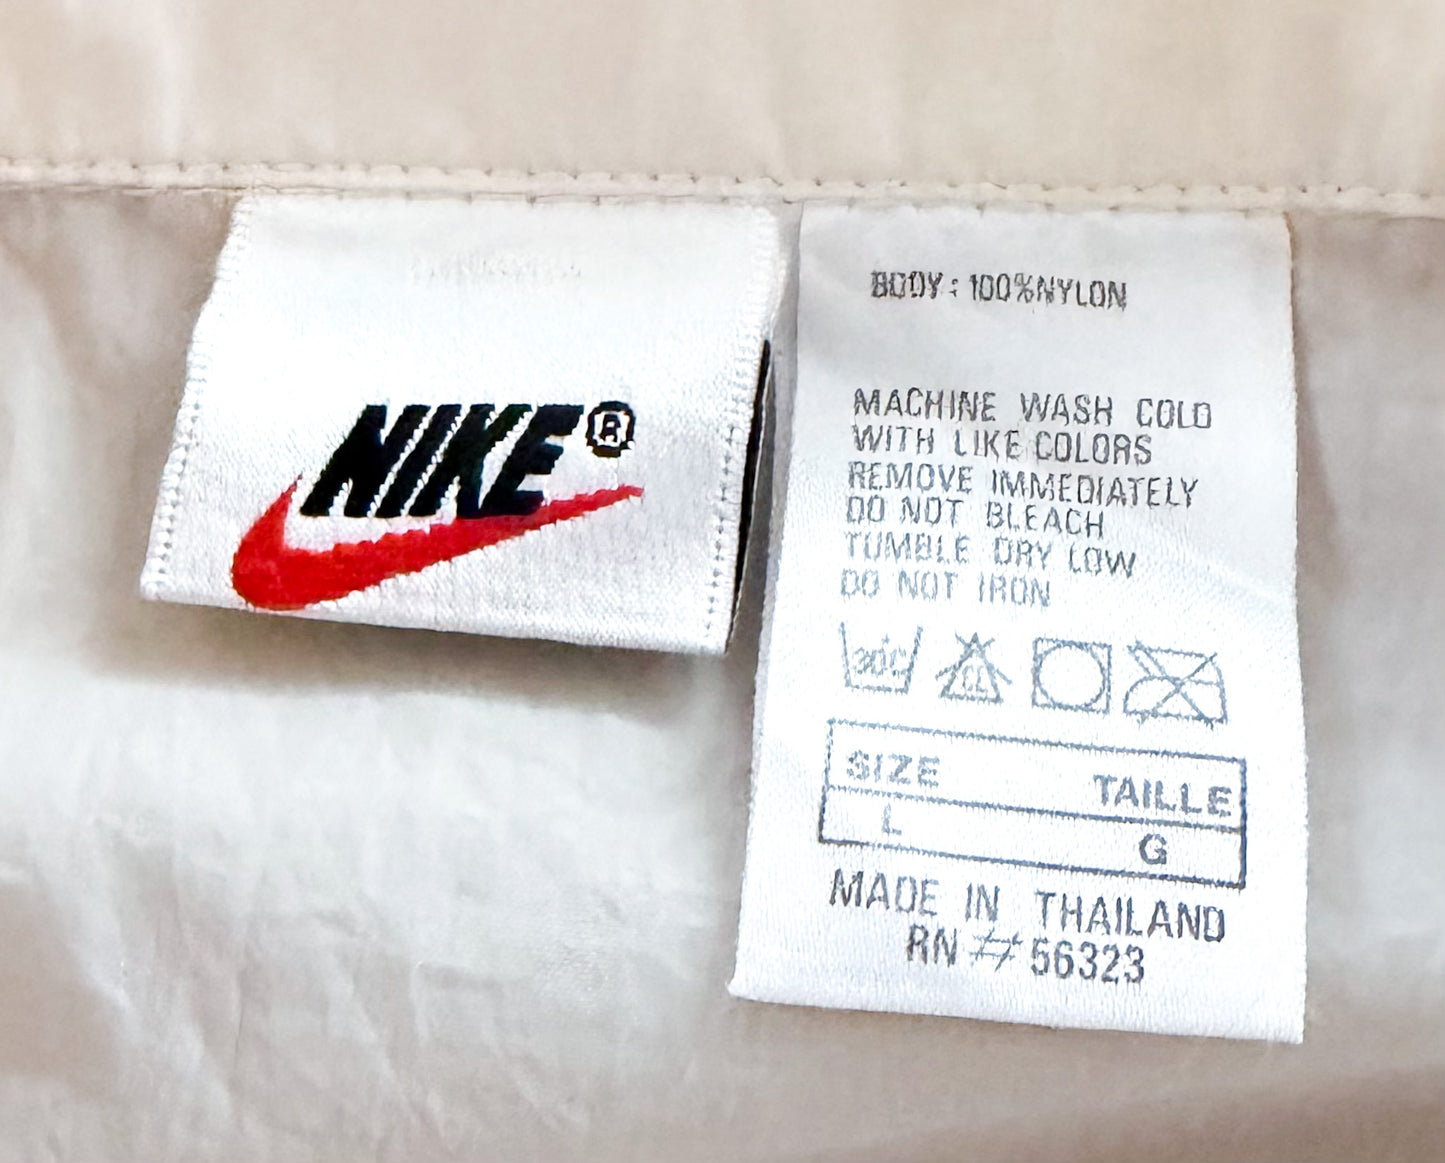 NIKE®
BODY: 100%NYLON
MACHINE WASH COLD
WITH LIKE COLORS
REMOVE IMMEDIATELY
DO NOT BLEACH
TUMBLE DRY LOW
DO NOT IRON
30C CL
SIZE TAILLE
L G
MADE IN THAILAND
RN # 56323